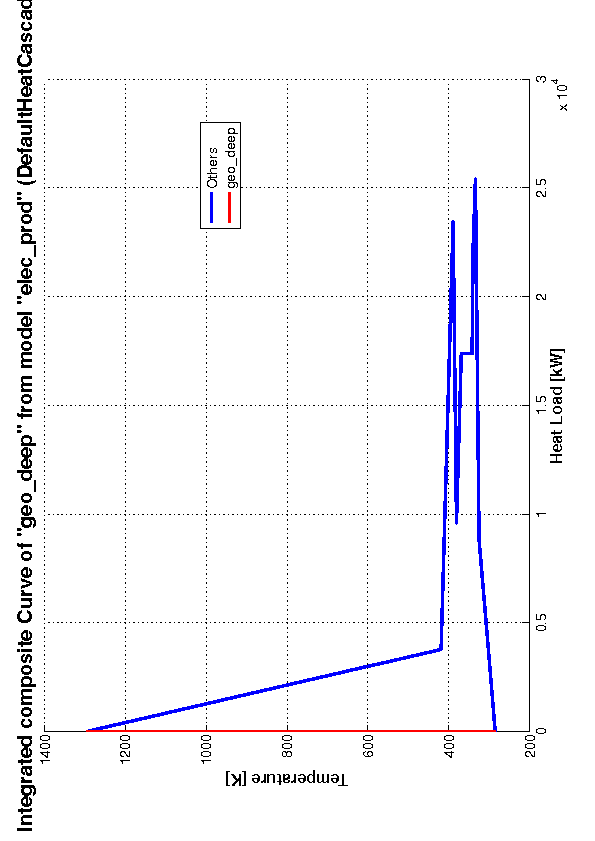 Integrated composite Curve of "geo_deep" from model "elec_prod" (DefaultHeatCascad
1400
1200
1000
800
600
400
200
Temperature [K]
0
0.5
1
1.5
2
2.5
3
x 10^4
Heat Load [kW]
Others
geo_deep